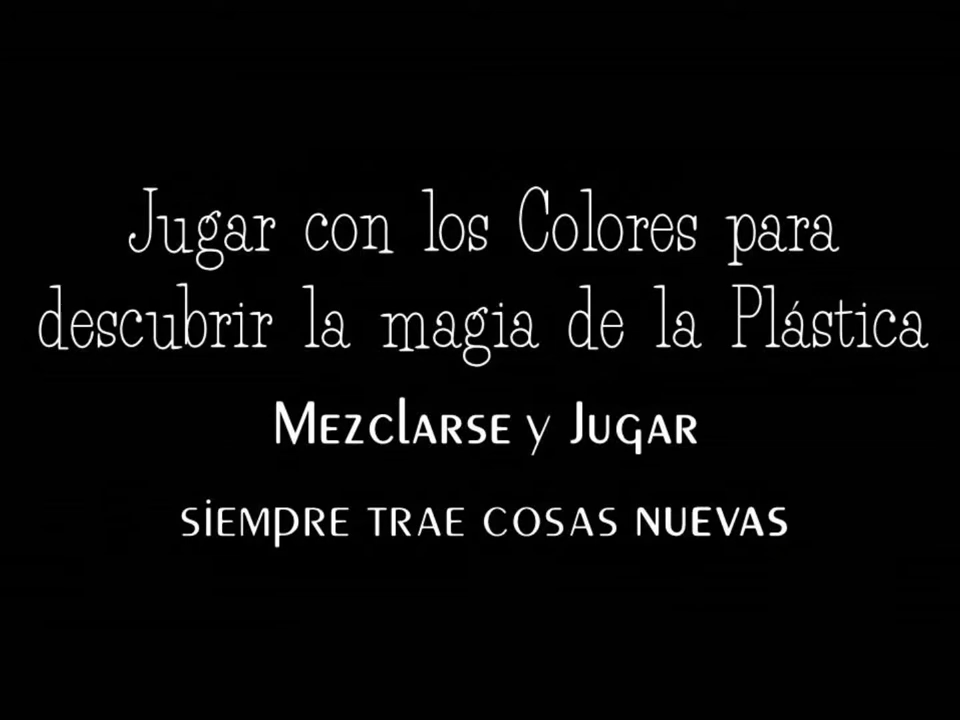 Jugar con los Colores para
descubrir la magia de la Plástica
Mezclarse y Jugar
siempre trae cosas nuevas